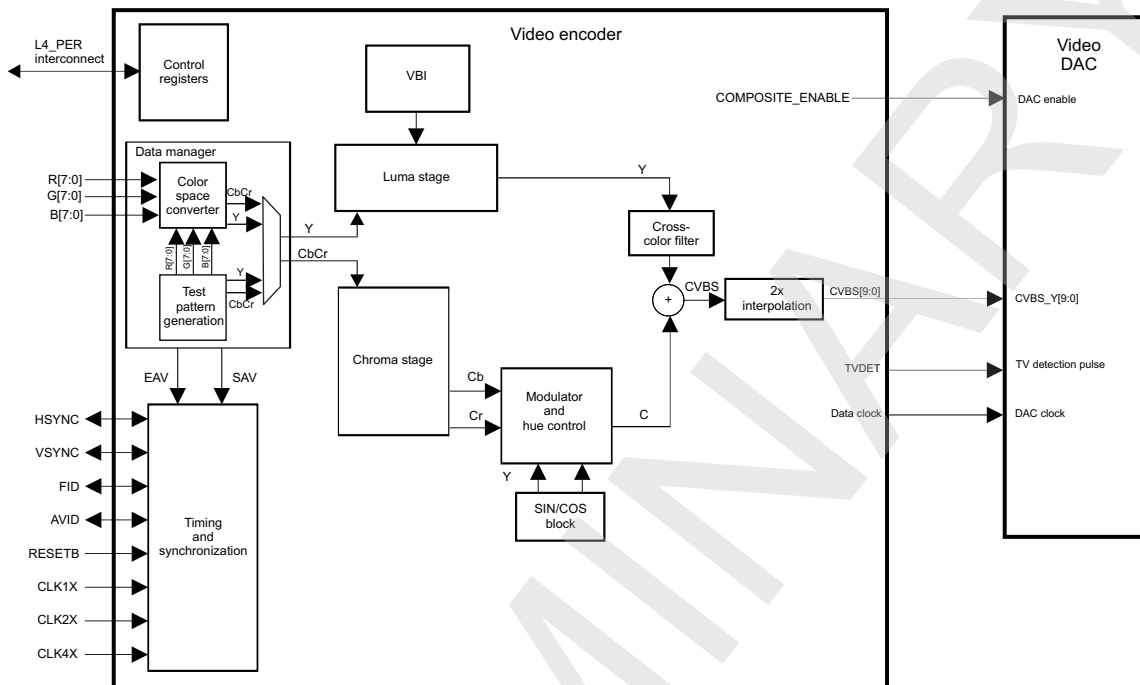 Video encoder
Video
DAC
L4_PER
interconnect
Control
registers
VBI
COMPOSITE_ENABLE
DAC enable
Data manager
R[7:0]
G[7:0]
B[7:0]
Color
space
converter
CbCr
Y
R[7:0]
G[7:0]
B[7:0]
Test
pattern
generation
Y
CbCr
Y
CbCr
Luma stage
Y
Cross-
color filter
+
CVBS
2x
interpolation
CVBS[9:0]
CVBS_Y[9:0]
Chroma stage
Cb
Cr
Modulator
and
hue control
C
Y
SIN/COS
block
TVDET
TV detection pulse
Data clock
DAC clock
EAV
SAV
HSYNC
VSYNC
FID
AVID
RESETB
CLK1X
CLK2X
CLK4X
Timing
and
synchronization
MINARY